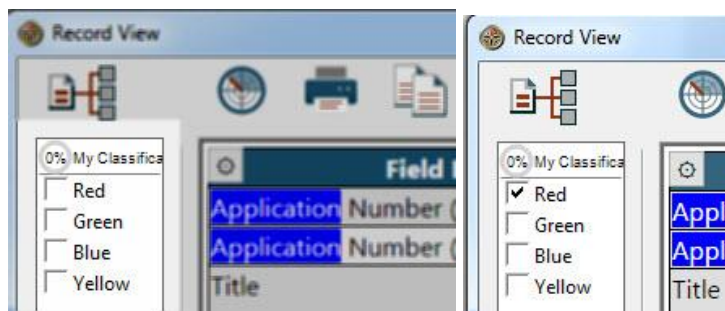 Record View
0% My Classifica
Red
Green
Blue
Yellow
Field
Application Number (
Application Number (
Title
Record View
0% My Classifica
Red
Green
Blue
Yellow
Appl
Appl
Title